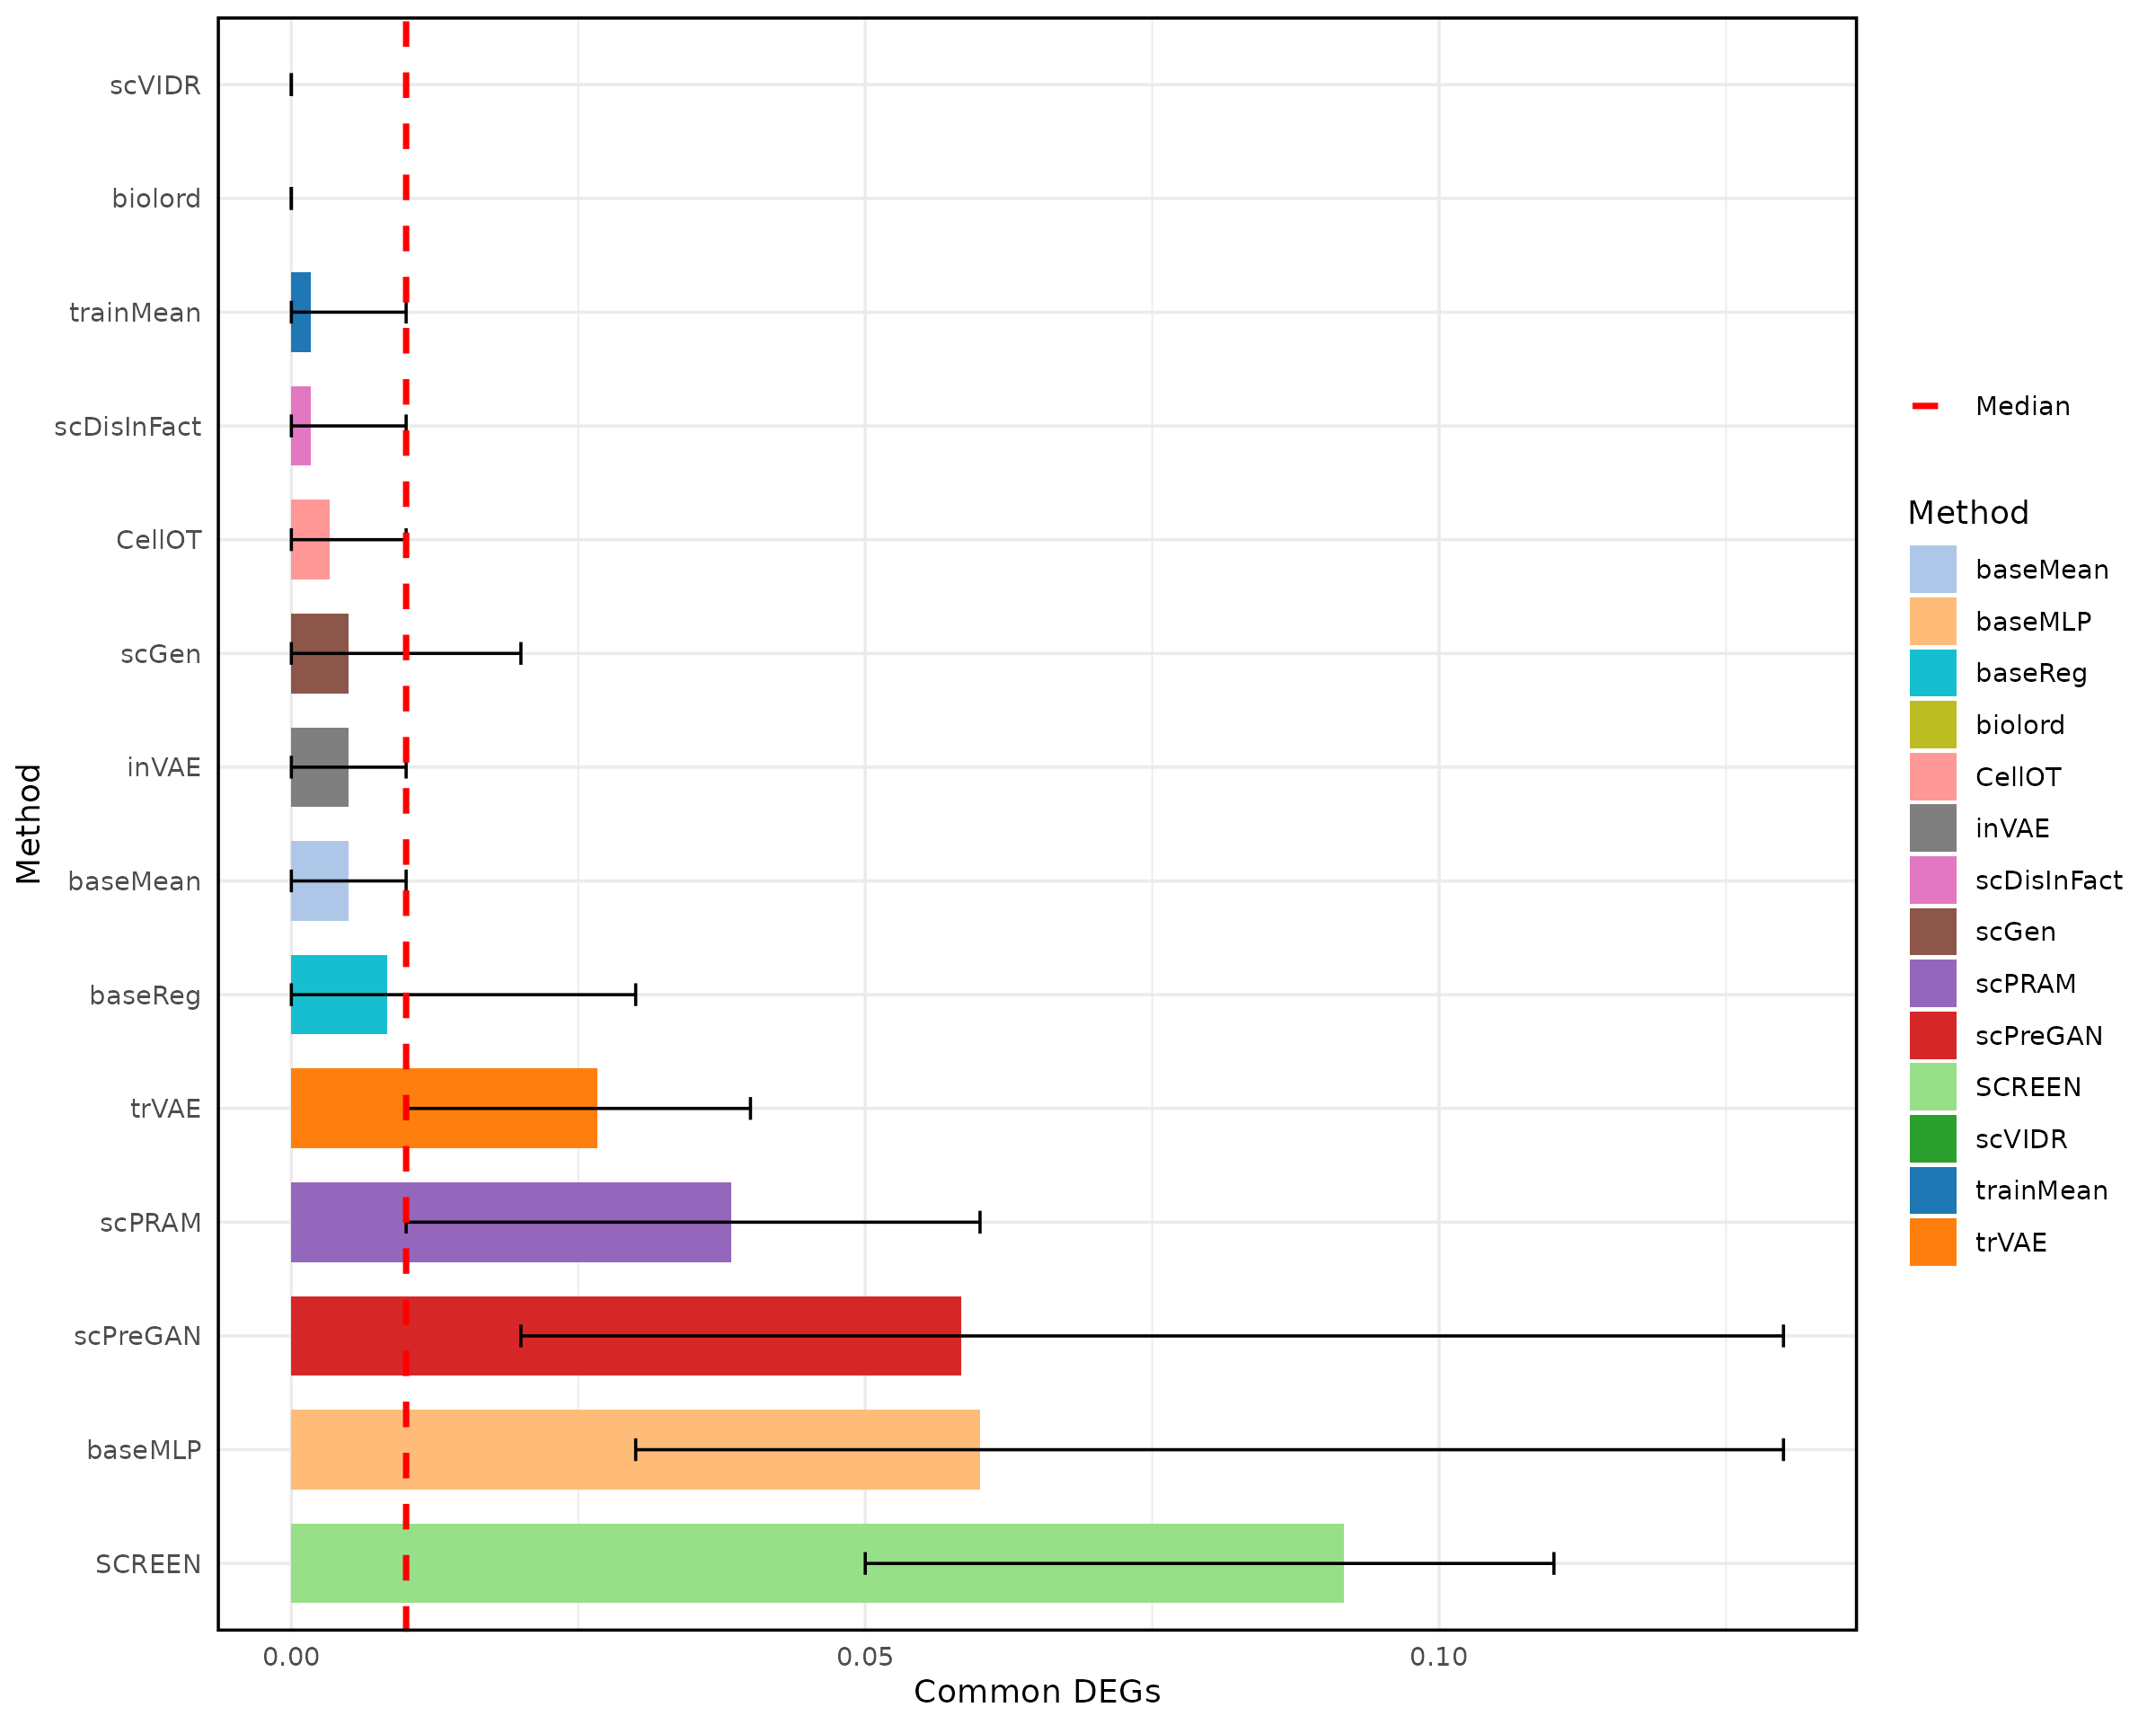 scVIDR
biolord
trainMean
scDisInFact
CellOT
scGen
inVAE
baseMean
baseReg
trVAE
scPRAM
scPreGAN
baseMLP
SCREEN
Method
0.00 0.05 0.10
Common DEGs
Median
Method
baseMean
baseMLP
baseReg
biolord
CellOT
inVAE
scDisInFact
scGen
scPRAM
scPreGAN
SCREEN
scVIDR
trainMean
trVAE